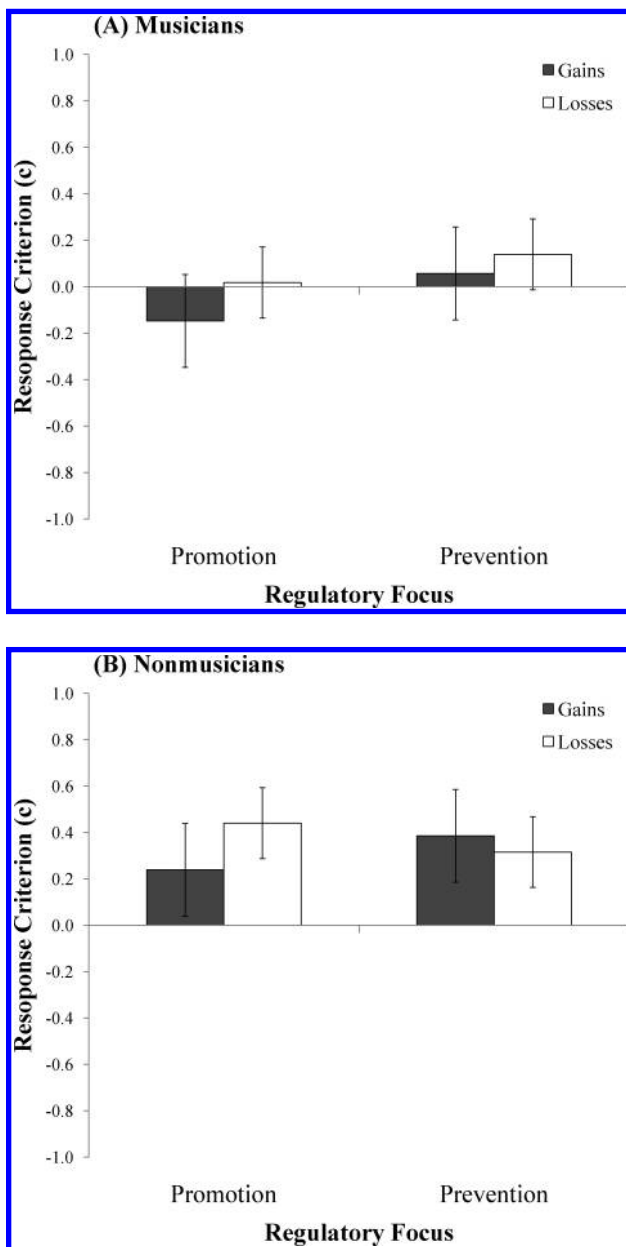 (A) Musicians
1.0
0.8
0.6
0.4
0.2
0.0
-0.2
-0.4
-0.6
-0.8
-1.0
Resoponse Criterion (c)
Gains
Losses
Promotion Prevention
Regulatory Focus
(B) Nonmusicians
1.0
0.8
0.6
0.4
0.2
0.0
-0.2
-0.4
-0.6
-0.8
-1.0
Resoponse Criterion (c)
Gains
Losses
Promotion Prevention
Regulatory Focus